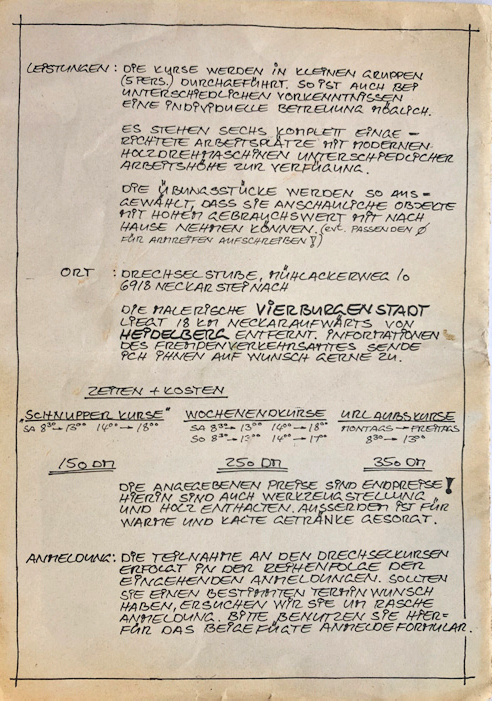 LEISTUNGEN: DIE KURSE WERDEN IN KLEINEN GRUPPEN
(5 PERS.) DURCHGEFÜHRT. SO IST AUCH BEI
UNTERSCHIEDLICHEN VORKENNTNISSEN
EINE INDIVIDUELLE BETREUUNG MÖGLICH.
ES STEHEN SECHS KOMPLETT EINGE-
RICHTETE ARBEITSPLÄTZE MIT MODERNEN
HOLZDREHMASCHINEN UNTERSCHIEDLICHER
ARBEITSHÖHE ZUR VERFÜGUNG.
DIE ÜBUNGSSTÜCKE WERDEN SO AUS=
GEWÄHLT, DASS SIE ANSCHAULICHE OBJEKTE
MIT HOHEM GEBRAUCHSWERT MIT NACH
HAUSE NEHMEN KÖNNEN. (evt. PASSENDEN Ø
FÜR ARMREIFEN AUFSCHREIBEN!)
ORT : DRECHSELSTUBE, MÜHLACKERWEG 10
6918 NECKARSTEINACH
DIE MALERISCHE VIERBURGENSTADT
LIEGT 18 KM NECKARAUFWÄRTS VON
HEIDELBERG ENTFERNT. INFORMATIONEN
DES FREMDENVERKEHRSAMTES SENDE
ICH IHNEN AUF WUNSCH GERNE ZU.
ZEITEN + KOSTEN
„SCHNUPPERKURSE" WOCHENENDKURSE URLAUBSKURSE
SA 8³⁰→13⁰⁰ 14⁰⁰→18⁰⁰ SA 8³⁰→13⁰⁰ 14⁰⁰→18⁰⁰ MONTAGS→FREITAGS
SO 8³⁰→13⁰⁰ 14⁰⁰→17⁰⁰ 8³⁰→13⁰⁰
150 DM 250 DM 350 DM
DIE ANGEGEBENEN PREISE SIND ENDPREISE!
HIERIN SIND AUCH WERKZEUGSTELLUNG
UND HOLZ ENTHALTEN. AUSSERDEM IST FÜR
WARME UND KALTE GETRÄNKE GESORGT.
ANMELDUNG: DIE TEILNAHME AN DEN DRECHSELKURSEN
ERFOLGT IN DER REIHENFOLGE DER
EINGEHENDEN ANMELDUNGEN. SOLLTEN
SIE EINEN BESTIMMTEN TERMINWUNSCH
HABEN, ERSUCHEN WIR SIE UM RASCHE
ANMELDUNG. BITTE BENUTZEN SIE HIER=
FÜR DAS BEIGEFÜGTE ANMELDEFORMULAR.